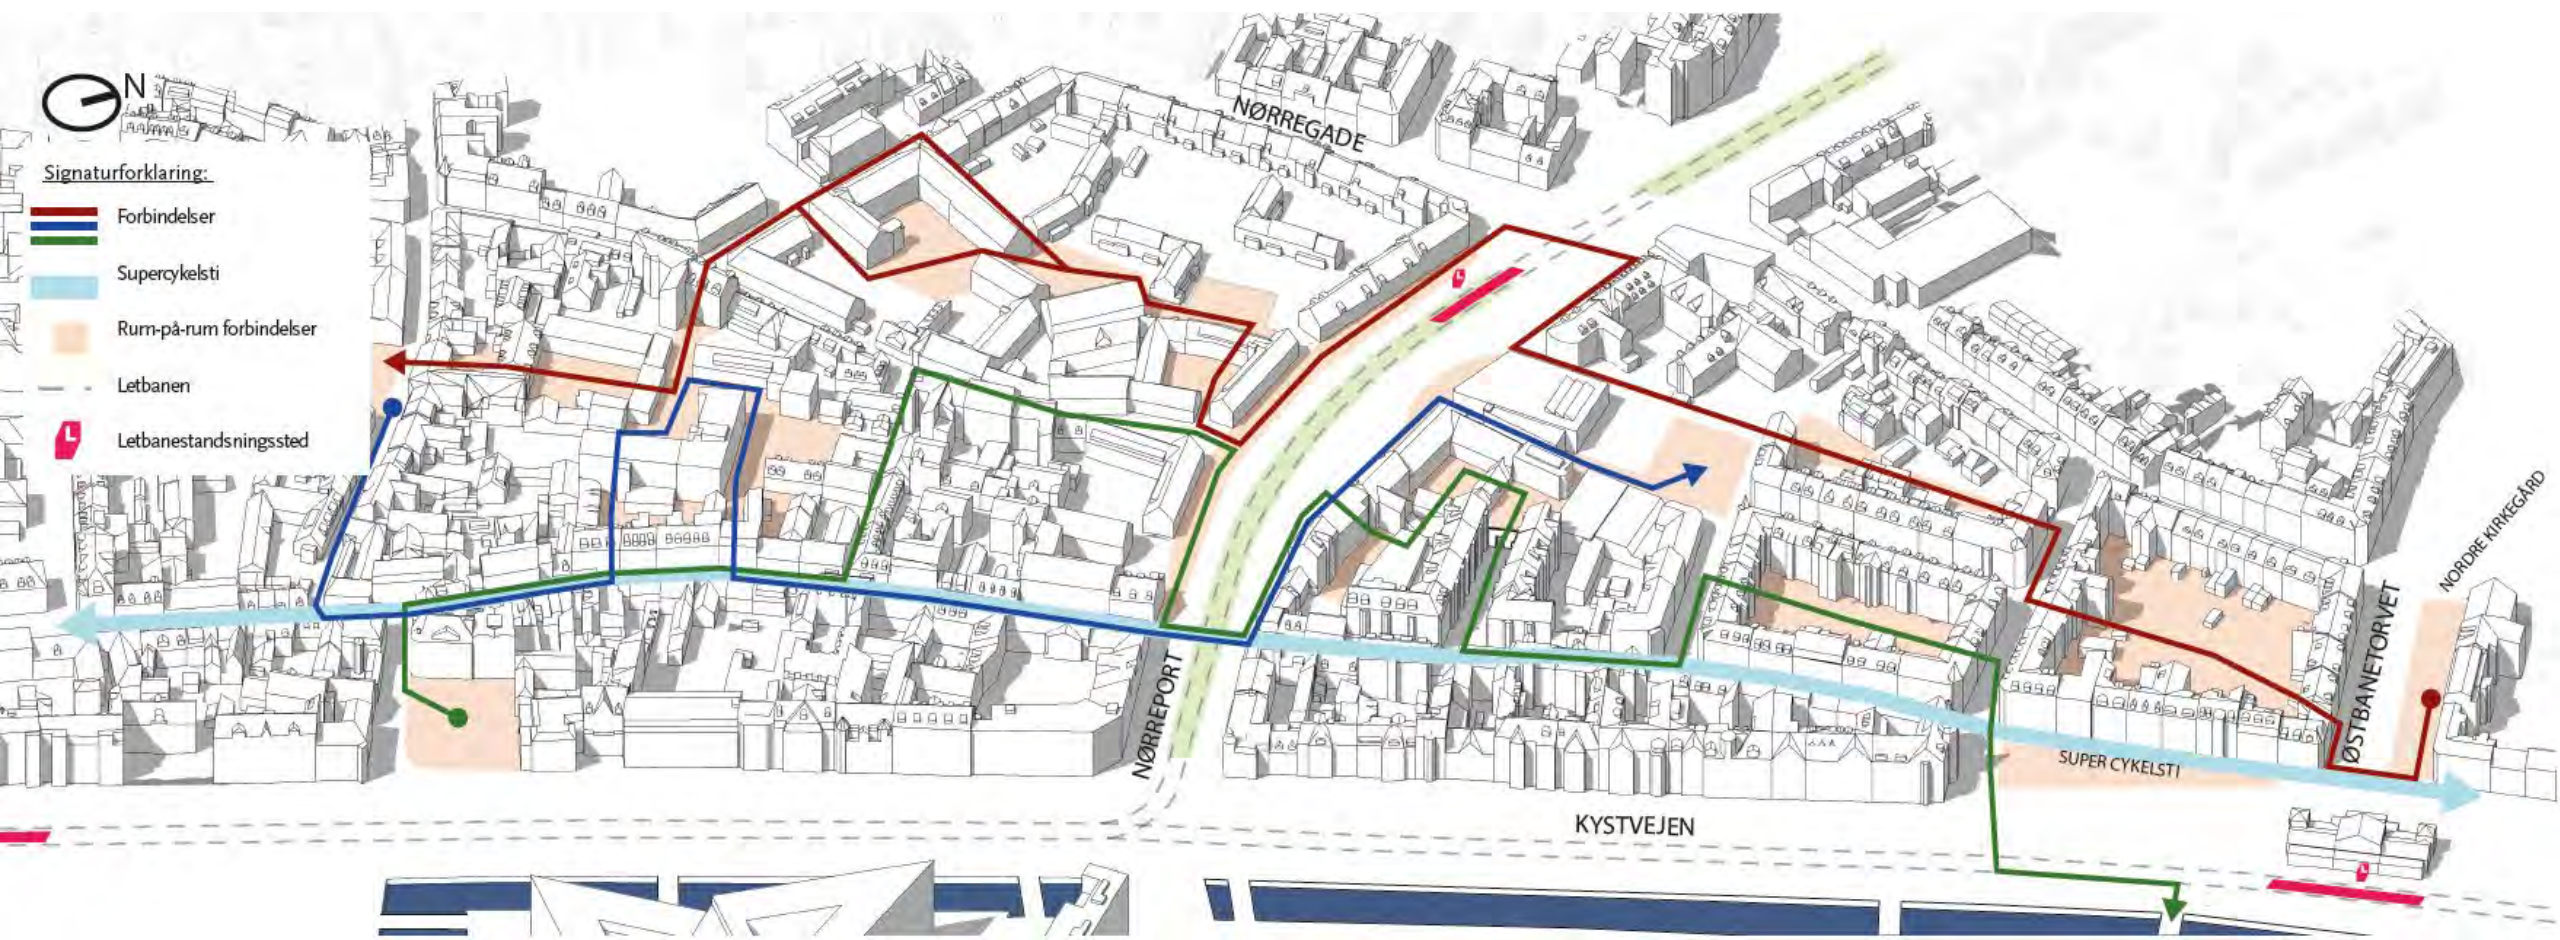 N
Signaturforklaring:
Forbindelser
Supercykelsti
Rum-på-rum forbindelser
Letbanen
L
Letbanestandsningssted
NØRREGADE
L
NORDRE KIRKEGÅRD
ØSTBANETORVET
NØRREPORT
SUPER CYKELSTI
KYSTVEJEN
L